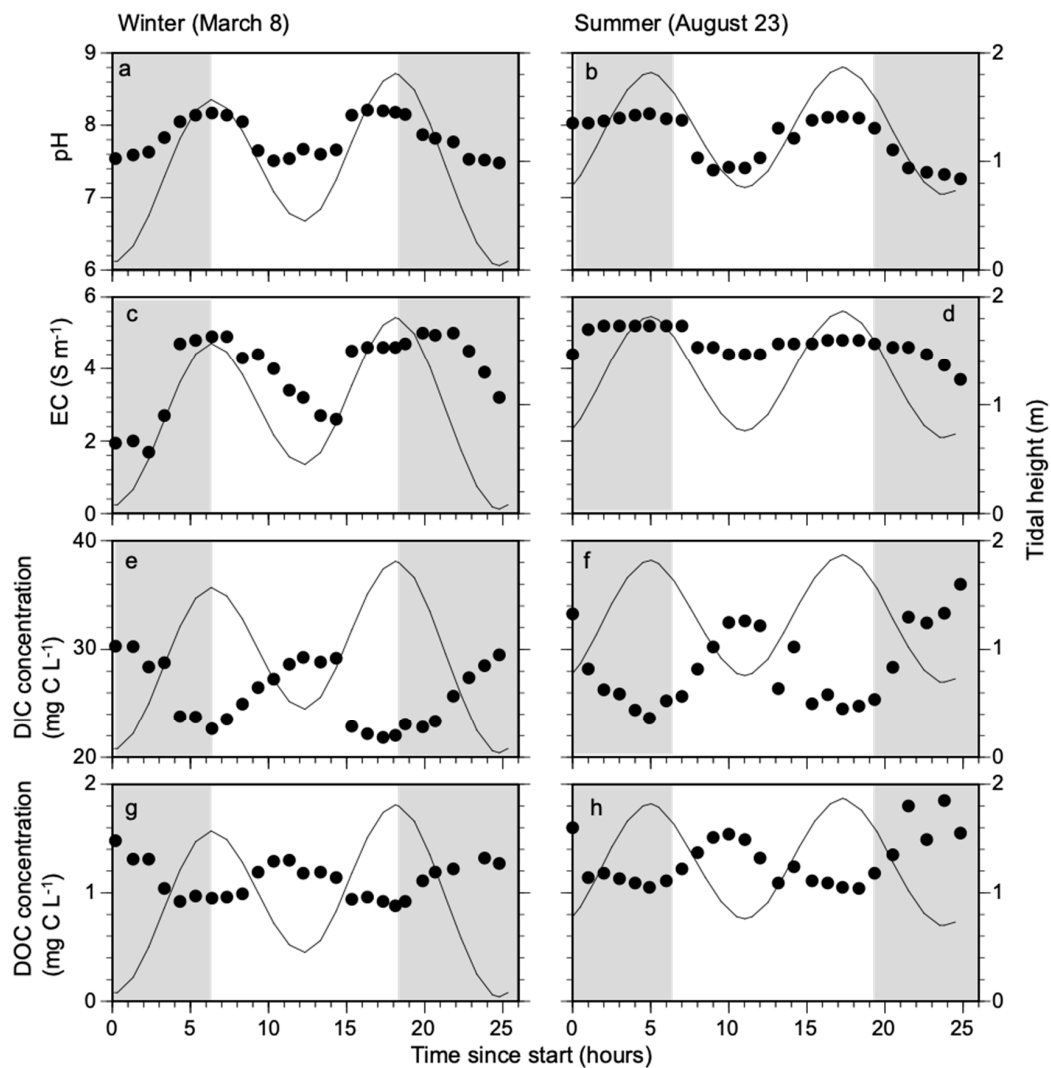 Winter (March 8)
Summer (August 23)
9
8
7
6
pH
a
b
2
1
0
6
4
2
0
EC (S m-1)
c
d
2
1
0
Tidal height (m)
40
30
20
DIC concentration
(mg C L-1)
e
f
2
1
0
2
1
0
DOC concentration
(mg C L-1)
g
h
2
1
0
0 5 10 15 20 25
0 5 10 15 20 25
Time since start (hours)